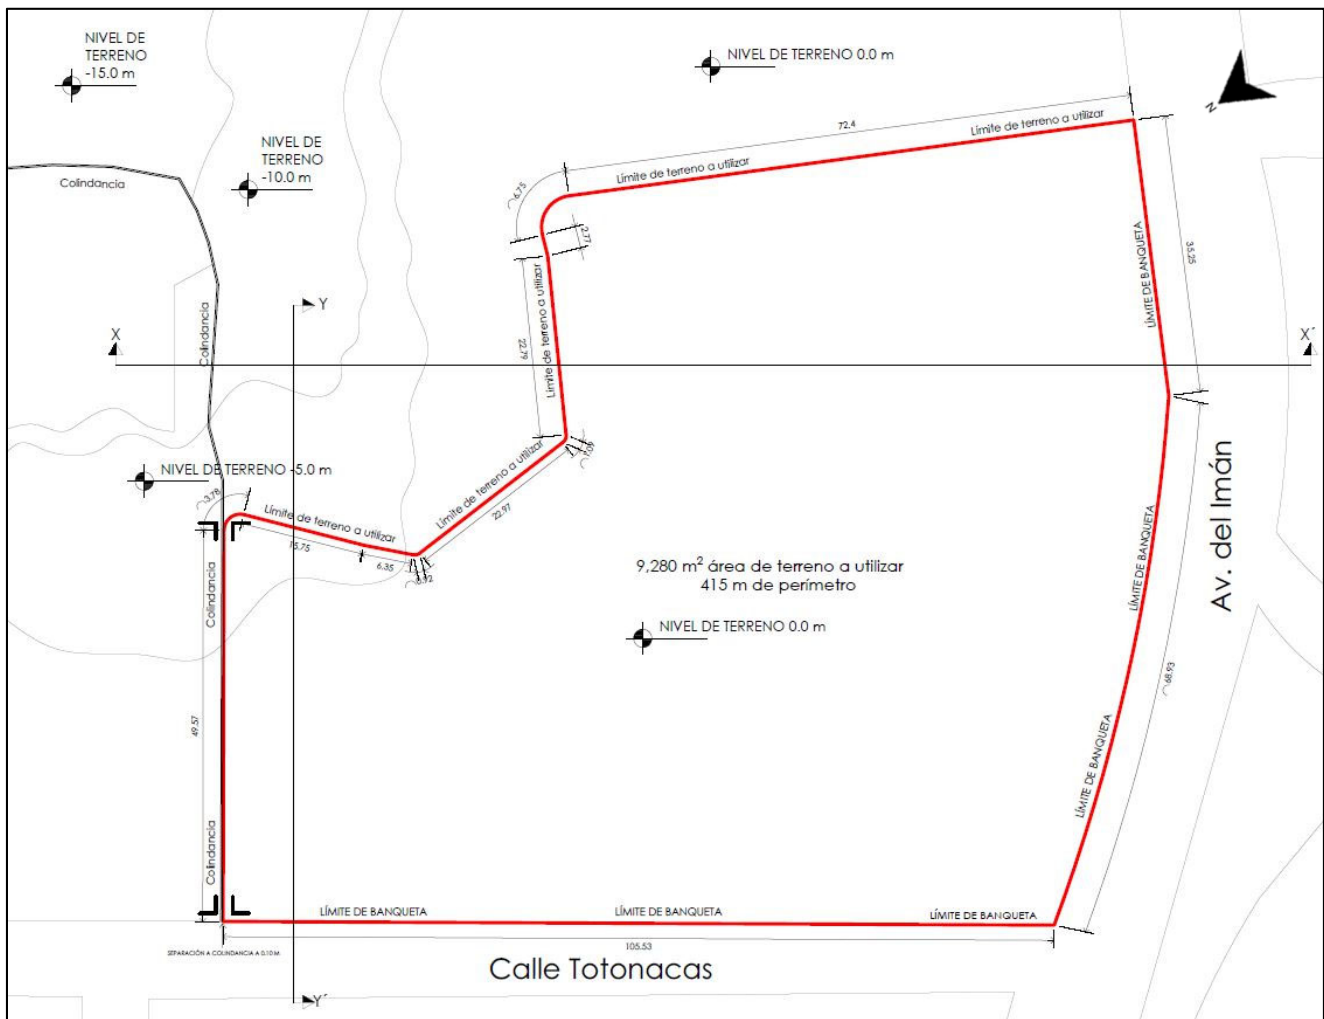 NIVEL DE
TERRENO
-15.0 m
NIVEL DE TERRENO 0.0 m
N
NIVEL DE
TERRENO
-10.0 m
72.4
Límite de terreno a utilizar
Límite de terreno a utilizar
Colindancia
6.75
2.77
35.25
LÍMITE DE BANQUETA
Límite de terreno a utilizar
22.79
Colindancia
Y
X
X´
NIVEL DE TERRENO -5.0 m
3.78
Límite de terreno a utilizar
15.75
6.35
Límite de terreno a utilizar
22.97
Av. del Imán
LÍMITE DE BANQUETA
9,280 m² área de terreno a utilizar
415 m de perímetro
NIVEL DE TERRENO 0.0 m
Colindancia
49.57
68.93
LÍMITE DE BANQUETA
Colindancia
LÍMITE DE BANQUETA
LÍMITE DE BANQUETA
LÍMITE DE BANQUETA
105.53
SEPARACIÓN A COLINDANCIA A 0.10 M
Calle Totonacas
Y´